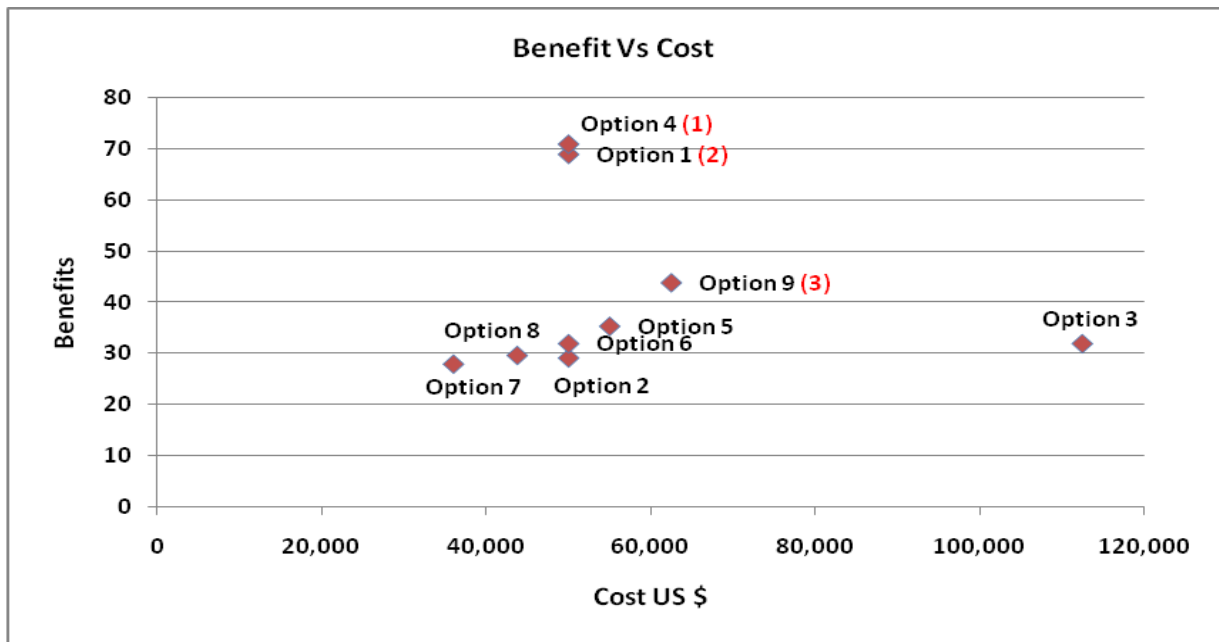 Benefit Vs Cost
80
70
60
50
40
30
20
10
0
Benefits
Option 4 (1)
Option 1 (2)
Option 9 (3)
Option 3
Option 8
Option 5
Option 6
Option 7
Option 2
0
20,000
40,000
60,000
80,000
100,000
120,000
Cost US $